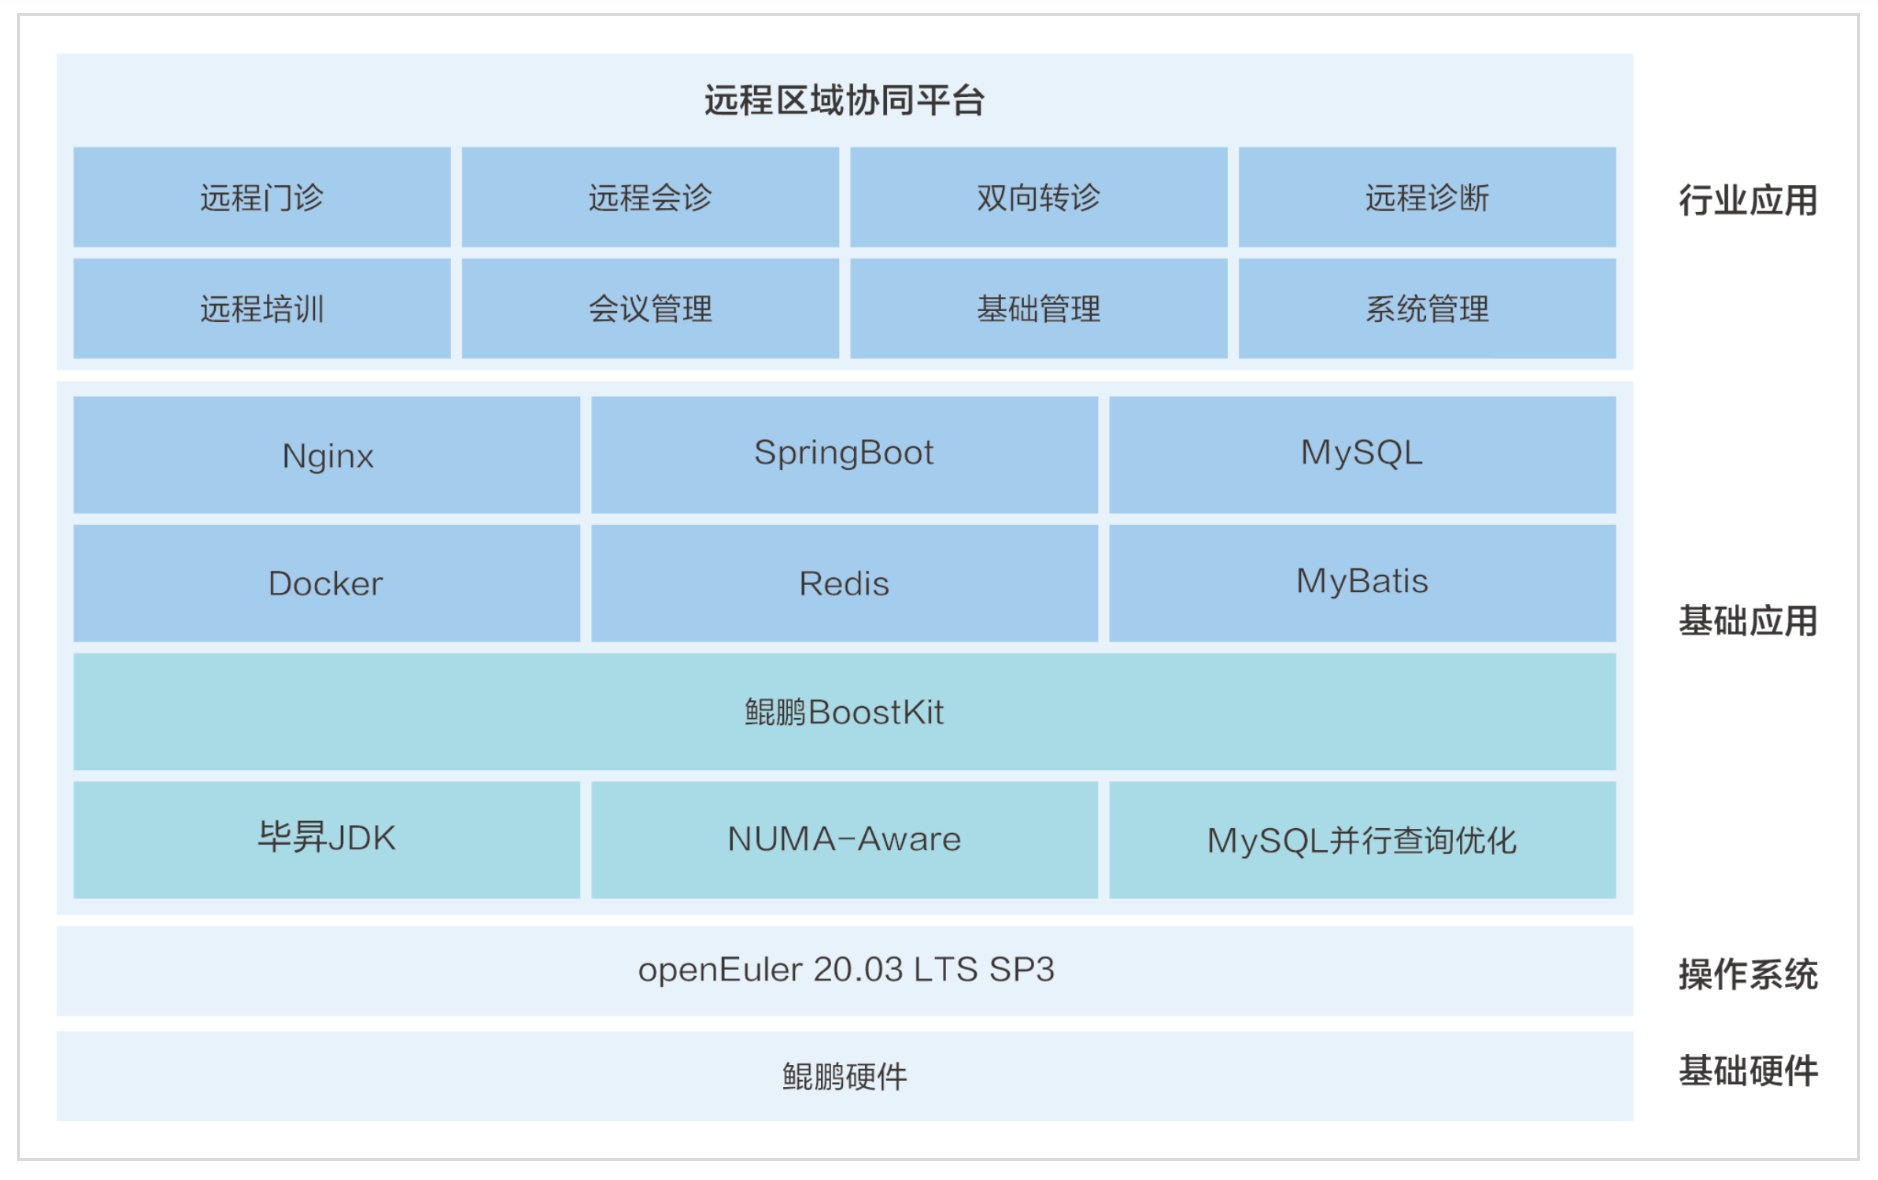 远程区域协同平台
远程门诊
远程会诊
双向转诊
远程诊断
行业应用
远程培训
会议管理
基础管理
系统管理
Nginx
SpringBoot
MySQL
Docker
Redis
MyBatis
基础应用
鲲鹏BoostKit
毕昇JDK
NUMA-Aware
MySQL并行查询优化
openEuler 20.03 LTS SP3
操作系统
鲲鹏硬件
基础硬件